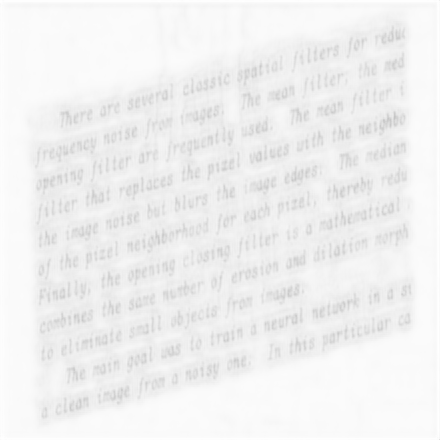 There are several classic spatial filters for reduc
frequency noise from images. The mean filter, the med
opening filter are frequently used. The mean filter i
filter that replaces the pixel values with the neighbo
the image noise but blurs the image edges. The median
of the pixel neighborhood for each pixel, thereby redu
Finally, the opening closing filter is a mathematical
combines the same number of erosion and dilation morph
to eliminate small objects from images.
The main goal was to train a neural network in a si
a clean image from a noisy one. In this particular ca